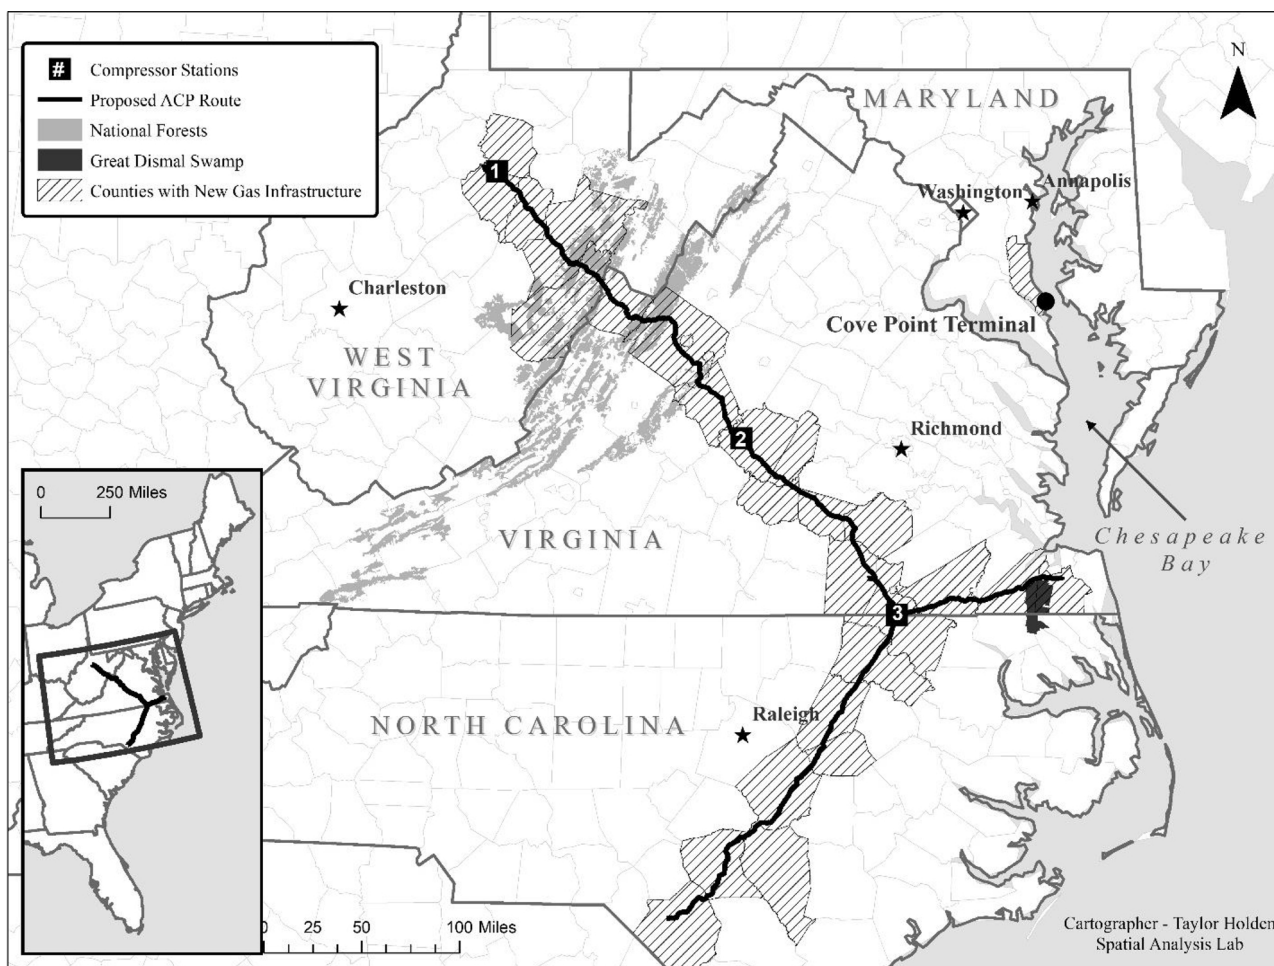 N
#
Compressor Stations
Proposed ACP Route
National Forests
Great Dismal Swamp
Counties with New Gas Infrastructure
MARYLAND
1
Washington
Annapolis
Charleston
Cove Point Terminal
WEST
VIRGINIA
2
Richmond
0 250 Miles
VIRGINIA
Chesapeake
Bay
3
NORTH CAROLINA
Raleigh
0 25 50 100 Miles
Cartographer - Taylor Holden
Spatial Analysis Lab